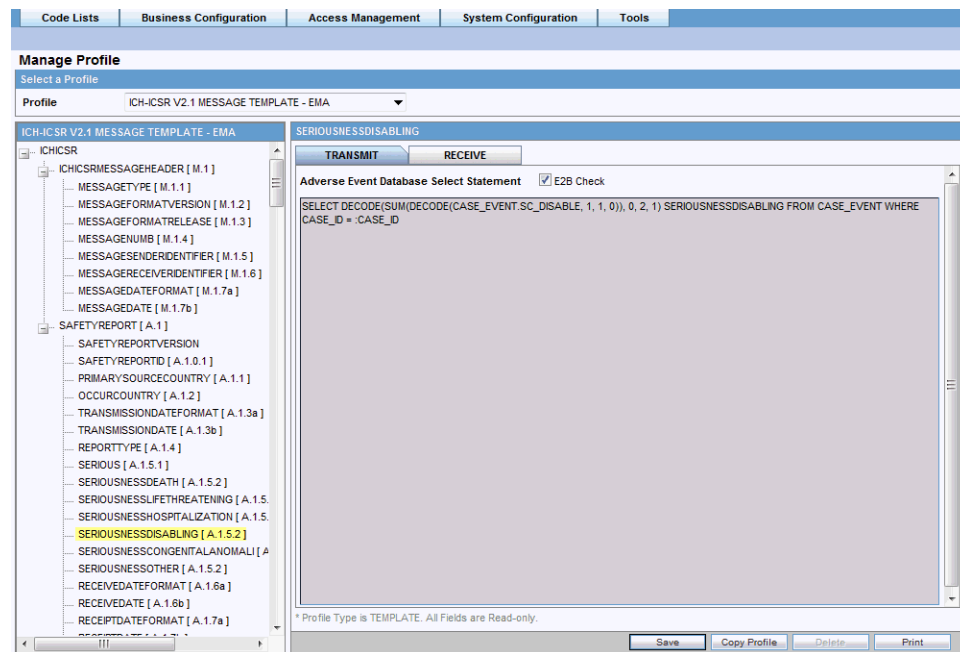 Code Lists Business Configuration Access Management System Configuration Tools
Manage Profile
Select a Profile
Profile ICH-ICSR V2.1 MESSAGE TEMPLATE - EMA
ICH-ICSR V2.1 MESSAGE TEMPLATE - EMA
ICHICSR
ICHICSRMESSAGEHEADER [ M.1 ]
MESSAGETYPE [ M.1.1 ]
MESSAGEFORMATVERSION [ M.1.2 ]
MESSAGEFORMATRELEASE [ M.1.3 ]
MESSAGENUMB [ M.1.4 ]
MESSAGESENDERIDENTIFIER [ M.1.5 ]
MESSAGERECEIVERIDENTIFIER [ M.1.6 ]
MESSAGEDATEFORMAT [ M.1.7a ]
MESSAGEDATE [ M.1.7b ]
SAFETYREPORT [ A.1 ]
SAFETYREPORTVERSION
SAFETYREPORTID [ A.1.0.1 ]
PRIMARYSOURCECOUNTRY [ A.1.1 ]
OCCURCOUNTRY [ A.1.2 ]
TRANSMISSIONDATEFORMAT [ A.1.3a ]
TRANSMISSIONDATE [ A.1.3b ]
REPORTTYPE [ A.1.4 ]
SERIOUS [ A.1.5.1 ]
SERIOUSNESSDEATH [ A.1.5.2 ]
SERIOUSNESSLIFETHREATENING [ A.1.5.
SERIOUSNESSHOSPITALIZATION [ A.1.5.
SERIOUSNESSDISABLING [ A.1.5.2 ]
SERIOUSNESSCONGENITALANOMALI [ A
SERIOUSNESSOTHER [ A.1.5.2 ]
RECEIVEDATEFORMAT [ A.1.6a ]
RECEIVEDATE [ A.1.6b ]
RECEIPTDATEFORMAT [ A.1.7a ]
SERIOUSNESSDISABLING
TRANSMIT RECEIVE
Adverse Event Database Select Statement E2B Check
SELECT DECODE(SUM(DECODE(CASE_EVENT.SC_DISABLE, 1, 1, 0)), 0, 2, 1) SERIOUSNESSDISABLING FROM CASE_EVENT WHERE
CASE_ID = :CASE_ID
* Profile Type is TEMPLATE. All Fields are Read-only.
Save Copy Profile Delete Print